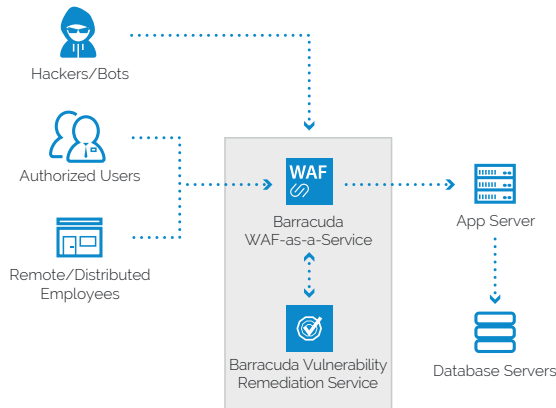 Hackers/Bots
Authorized Users
Remote/Distributed
Employees
WAF
Barracuda
WAF-as-a-Service
Barracuda Vulnerability
Remediation Service
App Server
Database Servers